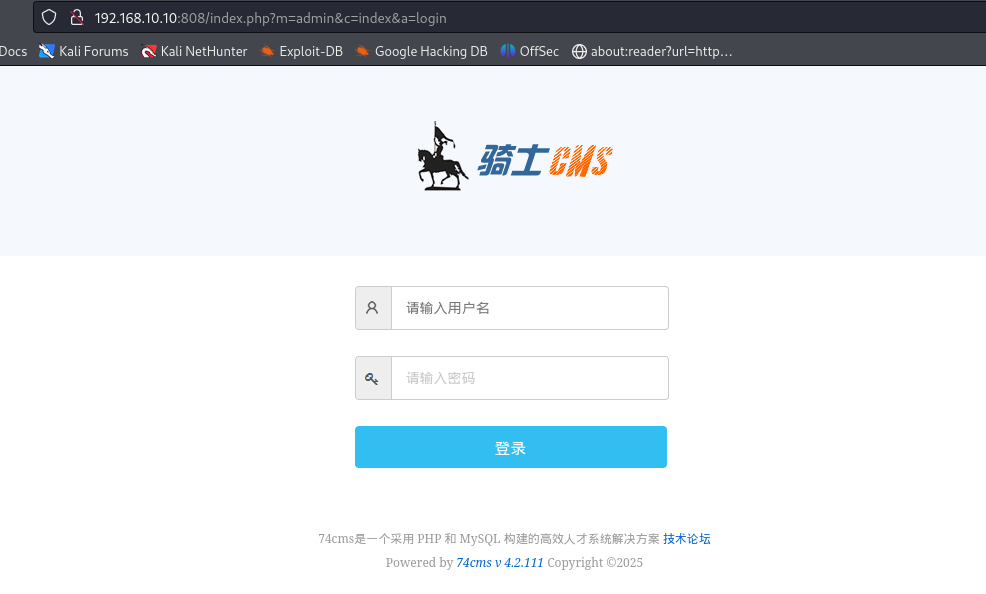 192.168.10.10:808/index.php?m=admin&c=index&a=login
Docs Kali Forums Kali NetHunter Exploit-DB Google Hacking DB OffSec about:reader?url=http...
骑士CMS
请输入用户名
请输入密码
登录
74cms是一个采用 PHP 和 MySQL 构建的高效人才系统解决方案 技术论坛
Powered by 74cms v 4.2.111 Copyright ©2025